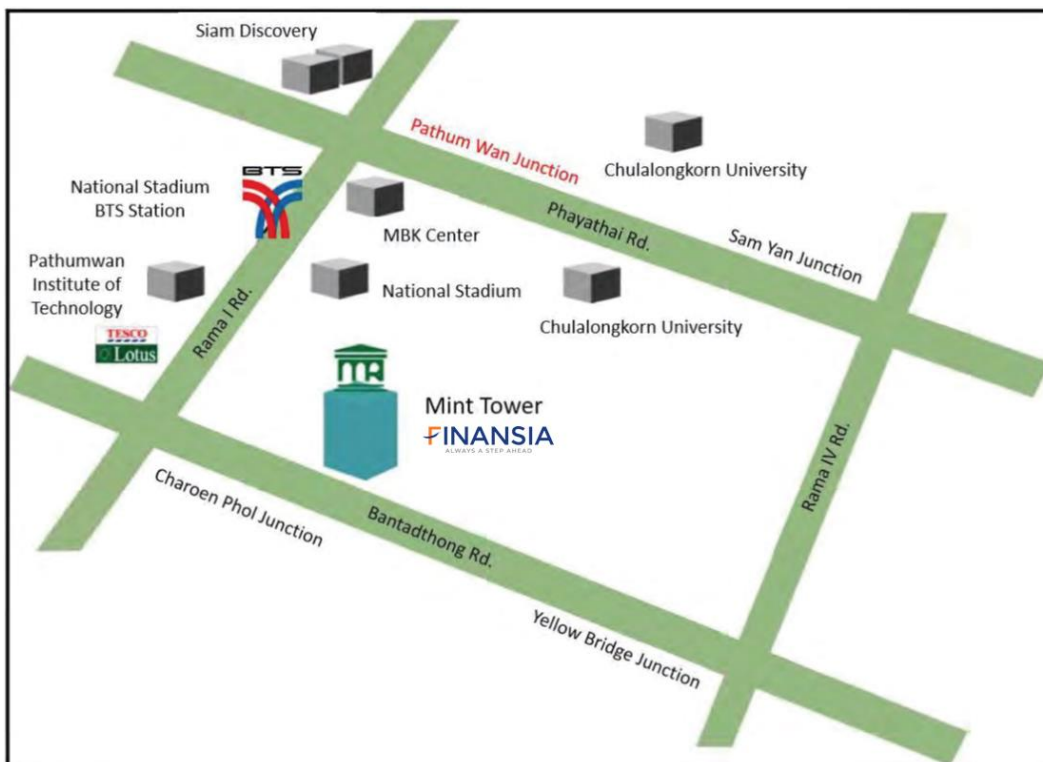 Siam Discovery
Pathum Wan Junction
Chulalongkorn University
BTS
National Stadium
BTS Station
MBK Center
Phayathai Rd.
Sam Yan Junction
Pathumwan
Institute of
Technology
National Stadium
Chulalongkorn University
Rama I Rd.
TESCO
Lotus
Mint Tower
FINANSIA
ALWAYS A STEP AHEAD
Rama IV Rd.
Charoen Phol Junction
Bantadthong Rd.
Yellow Bridge Junction